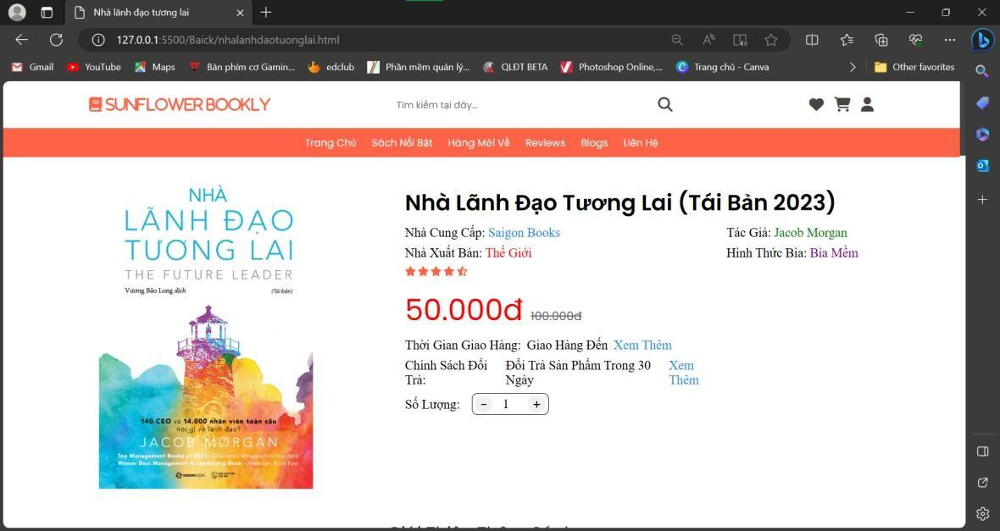 Nhà lãnh đạo tương lai
127.0.0.1:5500/Baick/nhalanhdaotuonglai.html
Gmail YouTube Maps Bàn phím cơ Gamin... edclub Phần mềm quản lý... QLĐT BETA Photoshop Online,... Trang chủ - Canva Other favorites
SUNFLOWER BOOKLY Tìm kiếm tại đây...
Trang Chủ Sách Nổi Bật Hàng Mới Về Reviews Blogs Liên Hệ
NHÀ
LÃNH ĐẠO
TƯƠNG LAI
THE FUTURE LEADER
Vương Bảo Long dịch (Tái bản)
140 CEO và 14.000 nhân viên toàn cầu
nói gì về lãnh đạo?
JACOB MORGAN
Top Management Books of 2021 - Chartered Management Institute
Winner Best Management & Leadership Book - American Book Fest
SAIGONBOOKS
Nhà Lãnh Đạo Tương Lai (Tái Bản 2023)
Nhà Cung Cấp: Saigon Books Tác Giả: Jacob Morgan
Nhà Xuất Bản: Thế Giới Hình Thức Bìa: Bìa Mềm
50.000đ 100.000đ
Thời Gian Giao Hàng: Giao Hàng Đến Xem Thêm
Chính Sách Đổi Trả: Đổi Trả Sản Phẩm Trong 30 Ngày Xem Thêm
Số Lượng: - 1 +